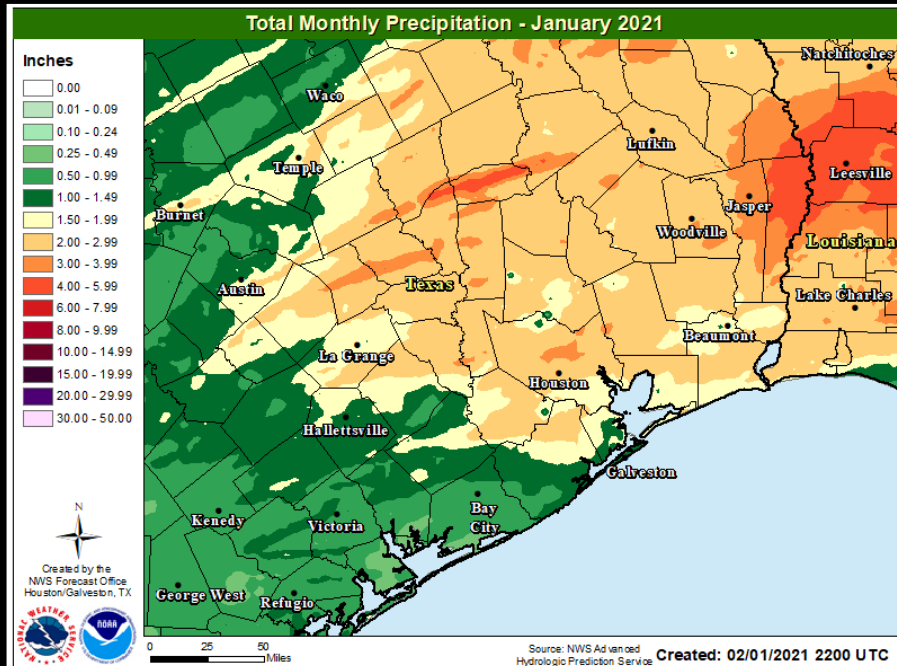 Total Monthly Precipitation - January 2021
Inches
0.00
0.01 - 0.09
0.10 - 0.24
0.25 - 0.49
0.50 - 0.99
1.00 - 1.49
1.50 - 1.99
2.00 - 2.99
3.00 - 3.99
4.00 - 5.99
6.00 - 7.99
8.00 - 9.99
10.00 - 14.99
15.00 - 19.99
20.00 - 29.99
30.00 - 50.00
Natchitoches
Waco
Lufkin
Temple
Leesville
Burnet
Jasper
Woodville
Louisiana
Austin
Texas
Lake Charles
Beaumont
La Grange
Houston
Hallettsville
Galveston
Bay
City
Kenedy
Victoria
George West
Refugio
N
Created by the
NWS Forecast Office
Houston/Galveston, TX
NATIONAL WEATHER SERVICE
NOAA
0 25 50
Miles
Source: NWS Advanced
Hydrologic Prediction Service
Created: 02/01/2021 2200 UTC